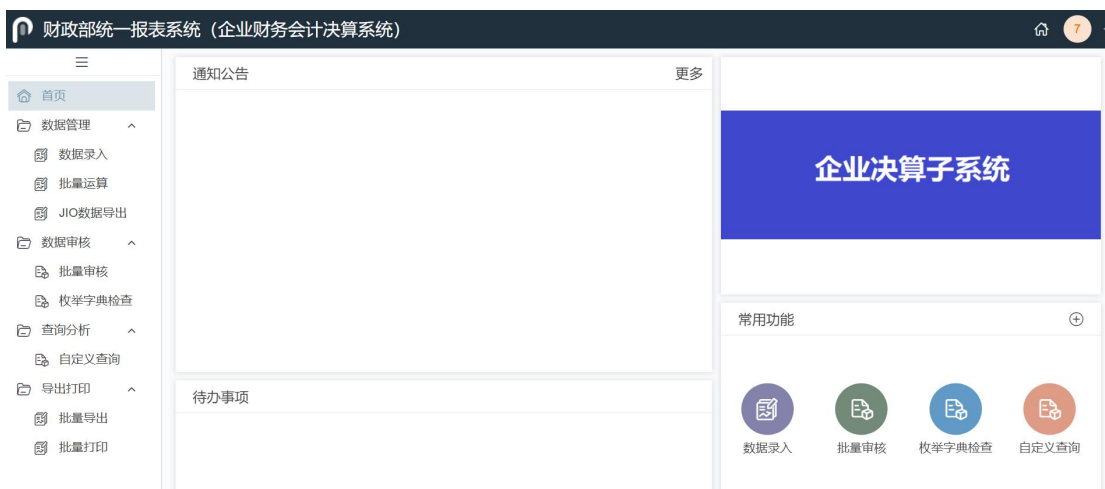 财政部统一报表系统（企业财务会计决算系统）
7
首页
数据管理
数据录入
批量运算
JIO数据导出
数据审核
批量审核
枚举字典检查
查询分析
自定义查询
导出打印
批量导出
批量打印
通知公告 更多
待办事项
企业决算子系统
常用功能
数据录入 批量审核 枚举字典检查 自定义查询